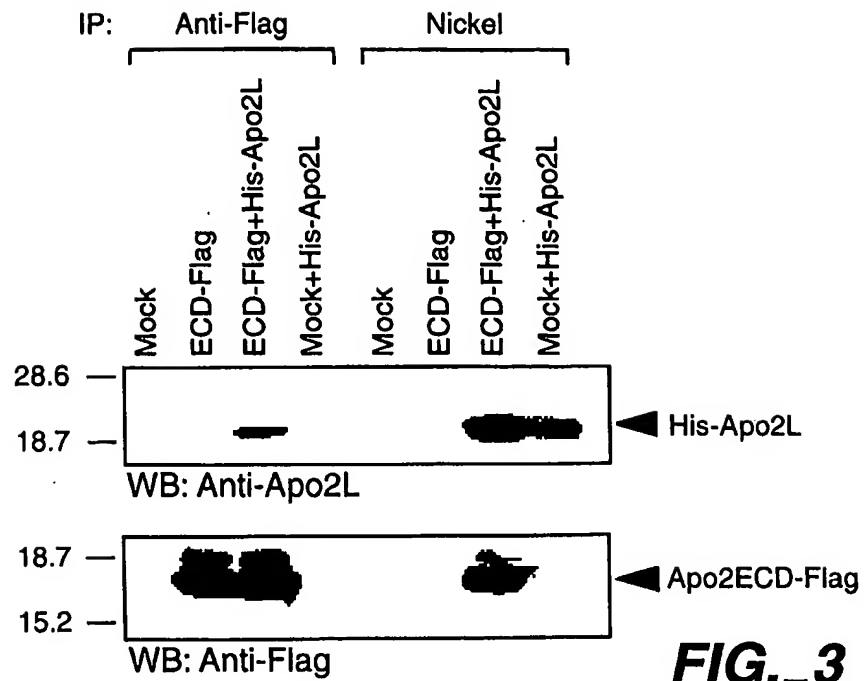 IP: Anti-Flag Nickel
Mock
ECD-Flag
ECD-Flag+His-Apo2L
Mock+His-Apo2L
Mock
ECD-Flag
ECD-Flag+His-Apo2L
Mock+His-Apo2L
28.6
His-Apo2L
18.7
WB: Anti-Apo2L
18.7
Apo2ECD-Flag
15.2
WB: Anti-Flag
FIG._3